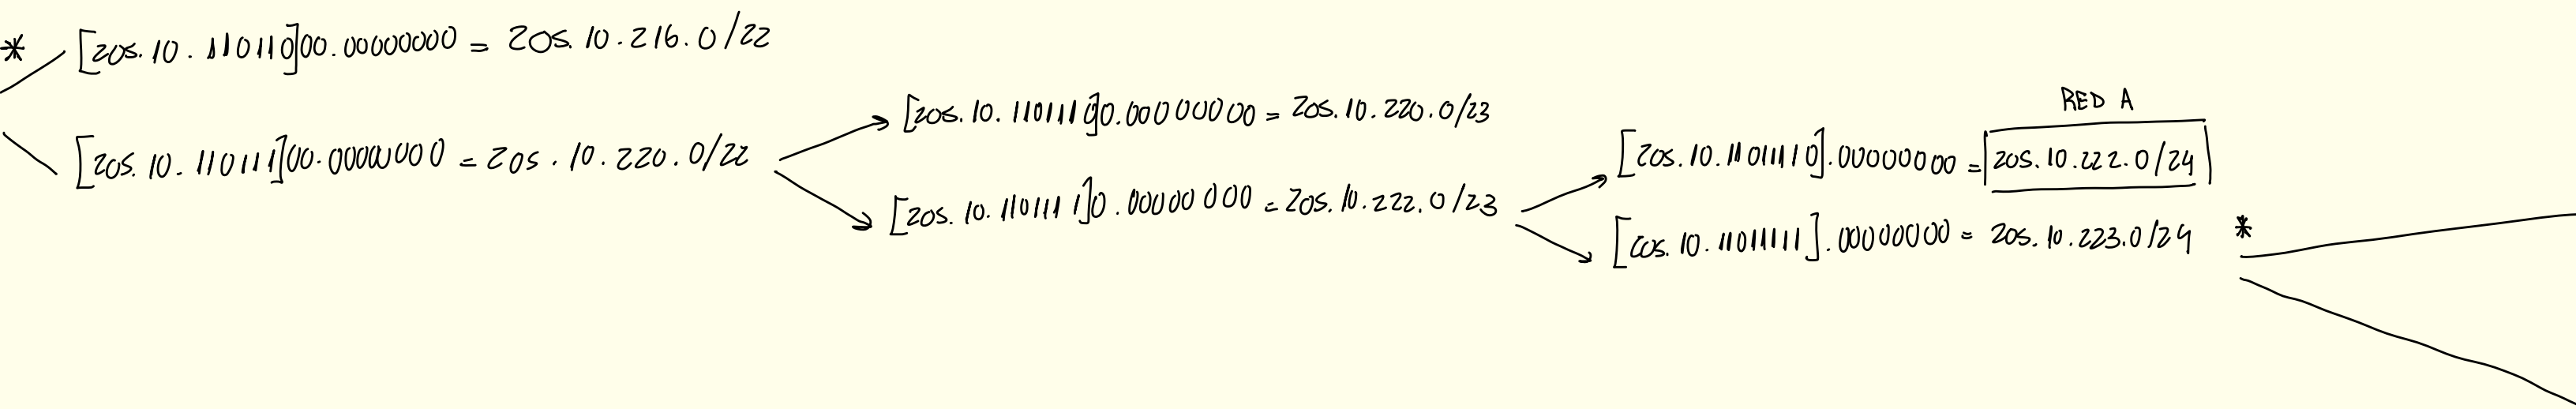 * [205.10.110110]00.00000000 = 205.10.216.0/22
[205.10.110111]00.00000000 = 205.10.220.0/22
[205.10.1101110]0.00000000 = 205.10.220.0/23
[205.10.1101111]0.00000000 = 205.10.222.0/23
RED A
[205.10.11011110].00000000 = 205.10.222.0/24
[205.10.11011111].00000000 = 205.10.223.0/24 *